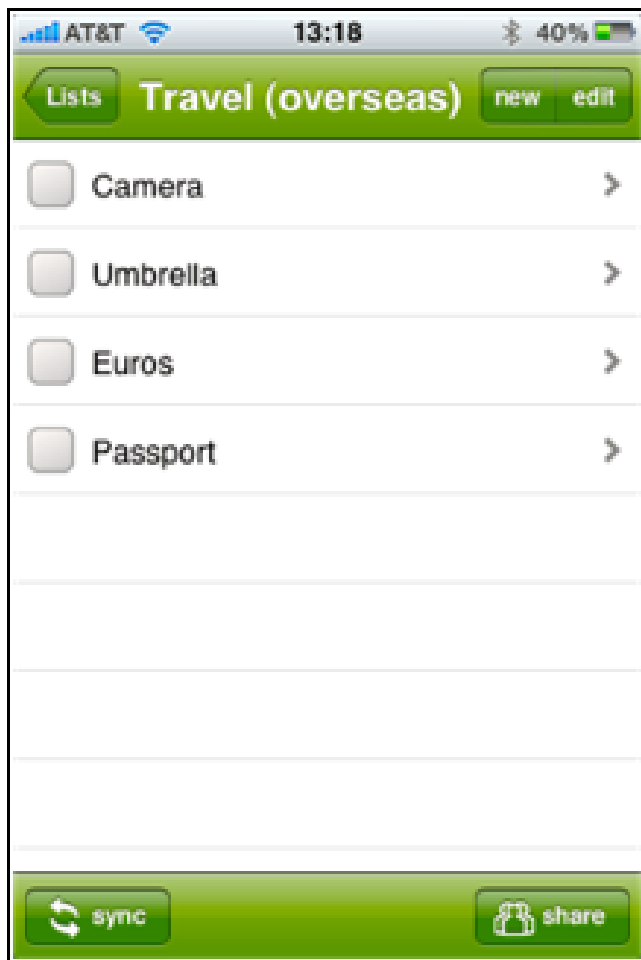 AT&T 13:18 40%
Lists Travel (overseas) new edit
Camera
Umbrella
Euros
Passport
sync share